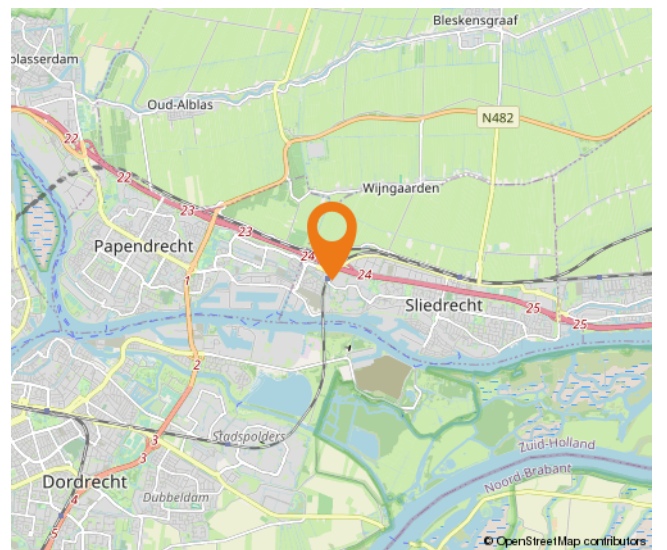 Bleskensgraaf
olasserdam
Oud-Alblas
N482
22
22
Wijngaarden
23
23
Papendrecht
24
24
1
Sliedrecht
25
25
2
Stadspolders
3
3
Zuid-Holland
Noord-Brabant
Dordrecht
Dubbeldam
4
5
© OpenStreetMap contributors